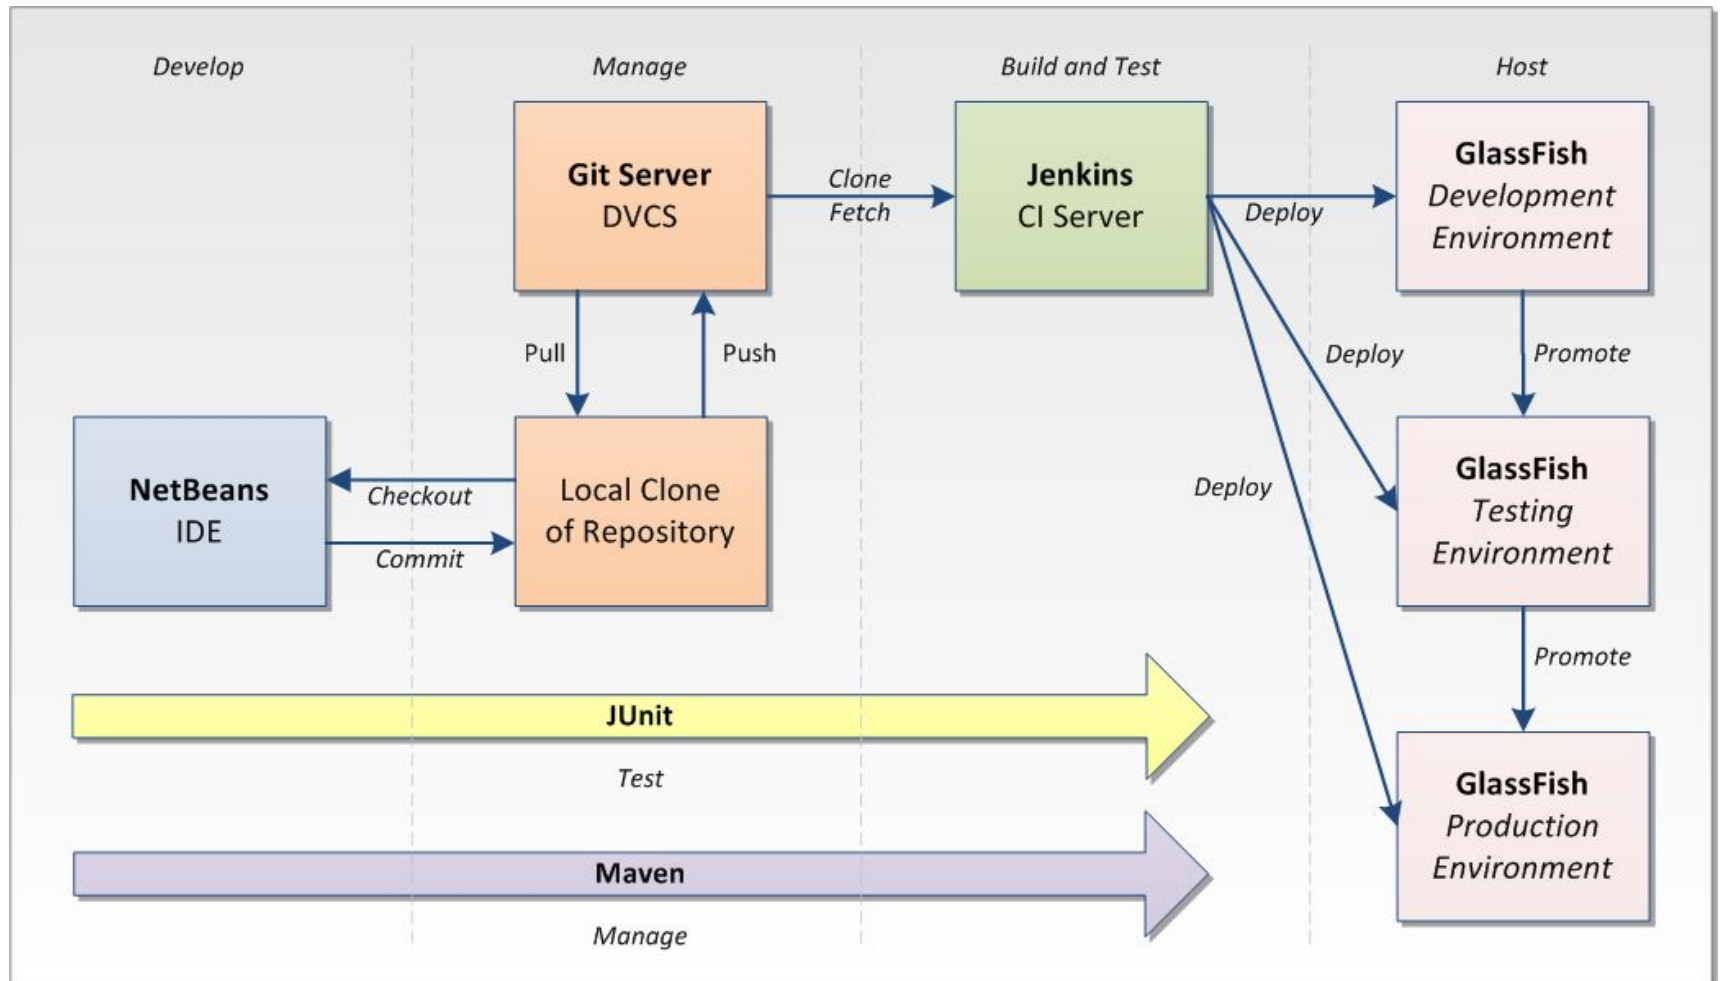 Develop
Manage
Build and Test
Host
Git Server
DVCS
Clone
Fetch
Jenkins
CI Server
Deploy
GlassFish
Development
Environment
Pull
Push
Deploy
Promote
NetBeans
IDE
Checkout
Commit
Local Clone
of Repository
Deploy
GlassFish
Testing
Environment
Promote
JUnit
Test
GlassFish
Production
Environment
Maven
Manage